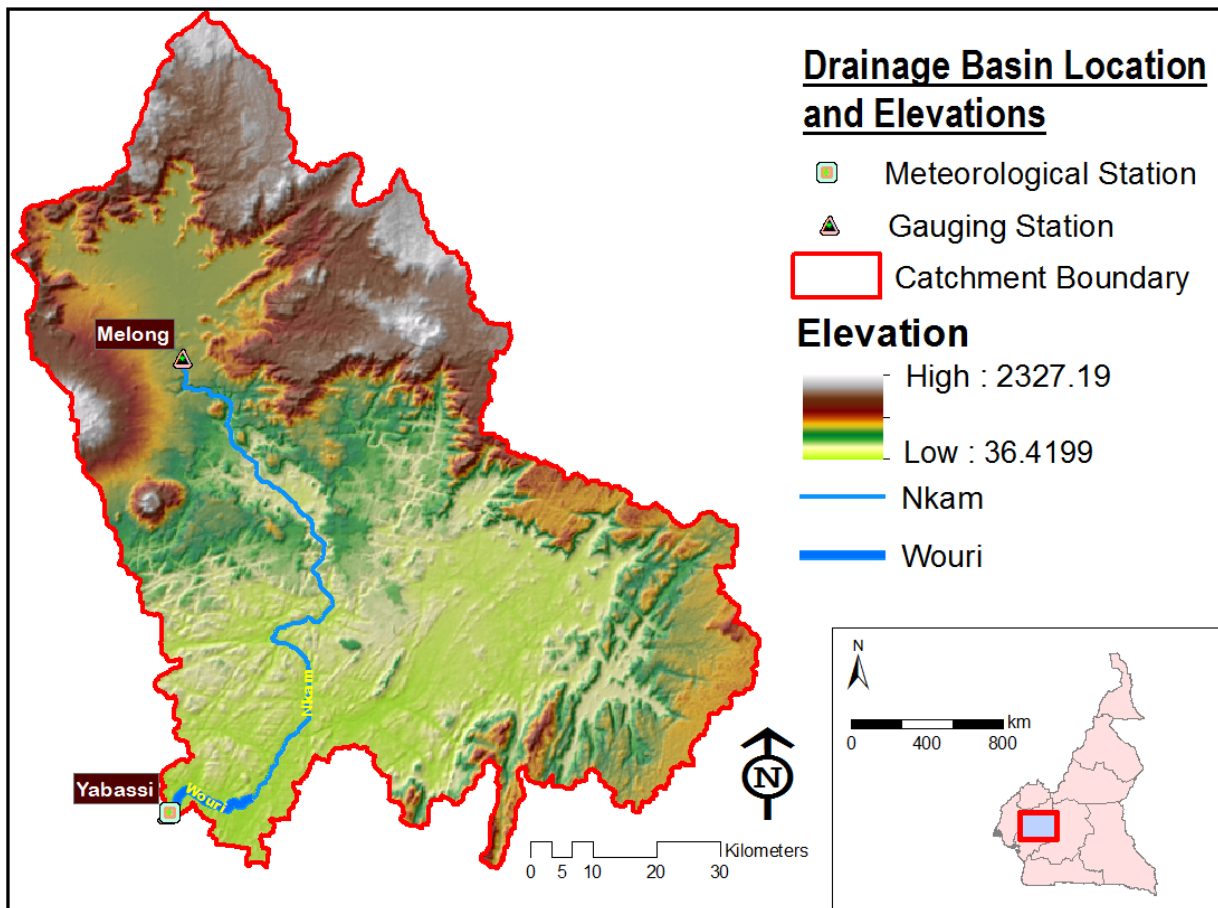 Drainage Basin Location
and Elevations
Meteorological Station
Gauging Station
Catchment Boundary
Elevation
High : 2327.19
Low : 36.4199
Nkam
Wouri
Melong
Nkam
Yabassi
Wouri
N
0 5 10 20 30
Kilometers
N
km
0 400 800